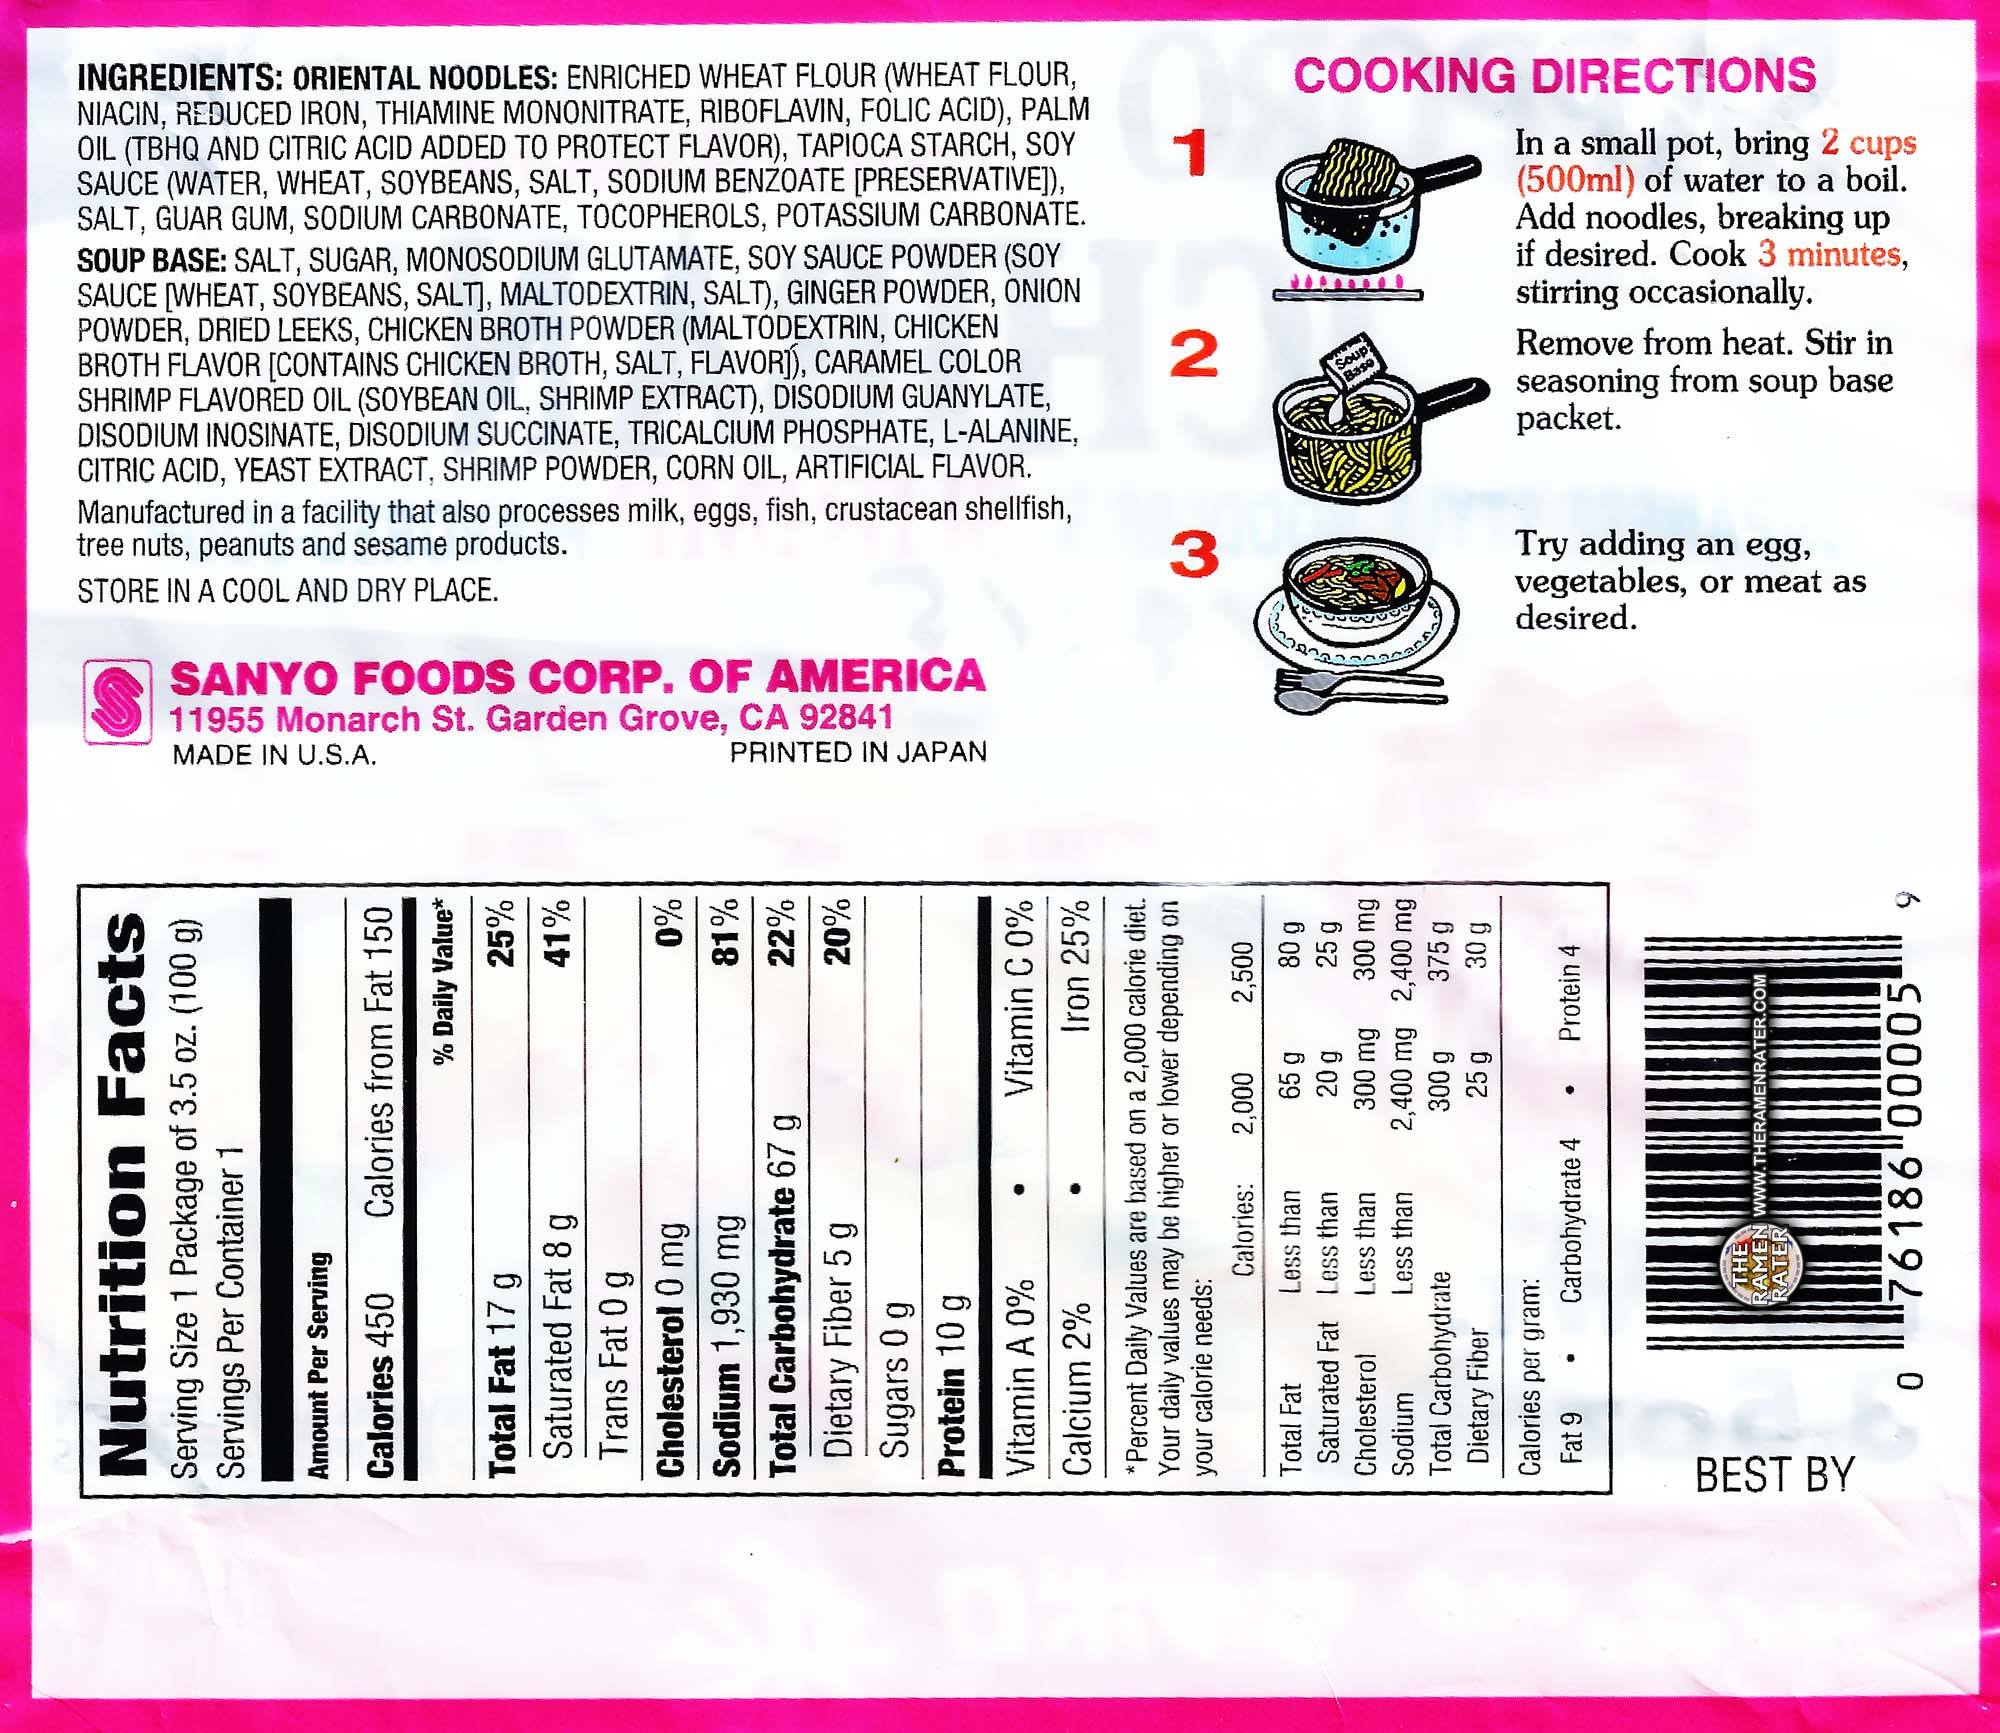 INGREDIENTS: ORIENTAL NOODLES: ENRICHED WHEAT FLOUR (WHEAT FLOUR,
NIACIN, REDUCED IRON, THIAMINE MONONITRATE, RIBOFLAVIN, FOLIC ACID), PALM
OIL (TBHQ AND CITRIC ACID ADDED TO PROTECT FLAVOR), TAPIOCA STARCH, SOY
SAUCE (WATER, WHEAT, SOYBEANS, SALT, SODIUM BENZOATE [PRESERVATIVE]),
SALT, GUAR GUM, SODIUM CARBONATE, TOCOPHEROLS, POTASSIUM CARBONATE.
SOUP BASE: SALT, SUGAR, MONOSODIUM GLUTAMATE, SOY SAUCE POWDER (SOY
SAUCE [WHEAT, SOYBEANS, SALT], MALTODEXTRIN, SALT), GINGER POWDER, ONION
POWDER, DRIED LEEKS, CHICKEN BROTH POWDER (MALTODEXTRIN, CHICKEN
BROTH FLAVOR [CONTAINS CHICKEN BROTH, SALT, FLAVOR]), CARAMEL COLOR
SHRIMP FLAVORED OIL (SOYBEAN OIL, SHRIMP EXTRACT), DISODIUM GUANYLATE,
DISODIUM INOSINATE, DISODIUM SUCCINATE, TRICALCIUM PHOSPHATE, L-ALANINE,
CITRIC ACID, YEAST EXTRACT, SHRIMP POWDER, CORN OIL, ARTIFICIAL FLAVOR.
Manufactured in a facility that also processes milk, eggs, fish, crustacean shellfish,
tree nuts, peanuts and sesame products.
STORE IN A COOL AND DRY PLACE.
SANYO FOODS CORP. OF AMERICA
11955 Monarch St. Garden Grove, CA 92841
MADE IN U.S.A. PRINTED IN JAPAN
COOKING DIRECTIONS
1
In a small pot, bring 2 cups
(500ml) of water to a boil.
Add noodles, breaking up
if desired. Cook 3 minutes,
stirring occasionally.
2
Soup
Base
Remove from heat. Stir in
seasoning from soup base
packet.
3
Try adding an egg,
vegetables, or meat as
desired.
Nutrition Facts
Serving Size 1 Package of 3.5 oz. (100 g)
Servings Per Container 1
Amount Per Serving
Calories 450 Calories from Fat 150
% Daily Value*
Total Fat 17 g 25%
Saturated Fat 8 g 41%
Trans Fat 0 g
Cholesterol 0 mg 0%
Sodium 1,930 mg 81%
Total Carbohydrate 67 g 22%
Dietary Fiber 5 g 20%
Sugars 0 g
Protein 10 g
Vitamin A 0% • Vitamin C 0%
Calcium 2% • Iron 25%
*Percent Daily Values are based on a 2,000 calorie diet.
Your daily values may be higher or lower depending on
your calorie needs:
Calories: 2,000 2,500
Total Fat Less than 65 g 80 g
Saturated Fat Less than 20 g 25 g
Cholesterol Less than 300 mg 300 mg
Sodium Less than 2,400 mg 2,400 mg
Total Carbohydrate 300 g 375 g
Dietary Fiber 25 g 30 g
Calories per gram:
Fat 9 • Carbohydrate 4 • Protein 4
THE
RAMEN
RATER
WWW.THERAMENRATER.COM
0 76186 00005 9
BEST BY